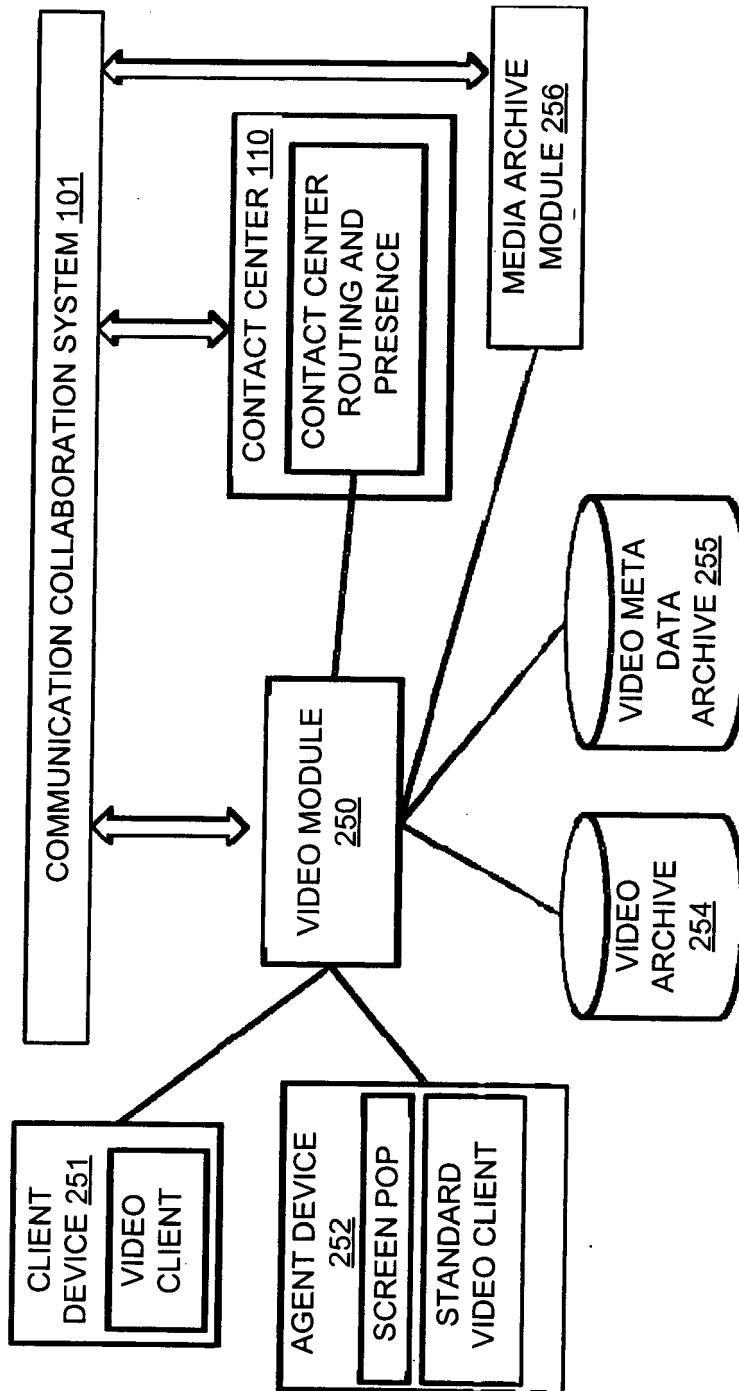 COMMUNICATION COLLABORATION SYSTEM 101
CLIENT
DEVICE 251
VIDEO
CLIENT
AGENT DEVICE
252
SCREEN POP
STANDARD
VIDEO CLIENT
VIDEO MODULE
250
CONTACT CENTER 110
CONTACT CENTER
ROUTING AND
PRESENCE
VIDEO
ARCHIVE
254
VIDEO META
DATA
ARCHIVE 255
MEDIA ARCHIVE
MODULE 256